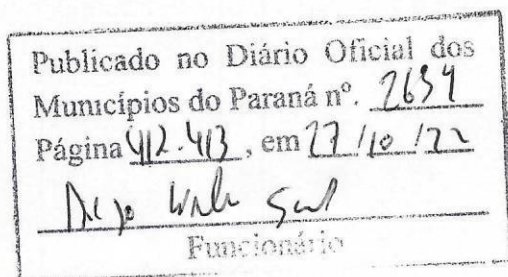 Publicado no Diário Oficial dos
Municípios do Paraná nº. 2634
Página 412-413, em 27/10/22
Funcionário